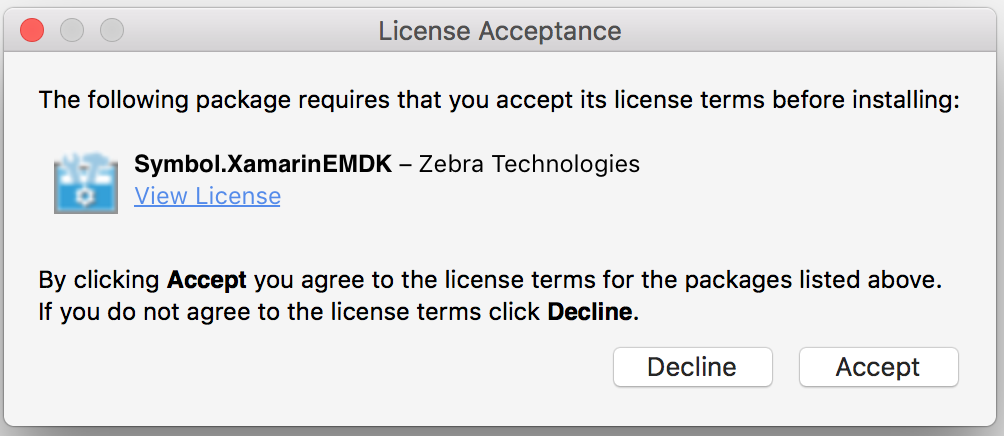 License Acceptance
The following package requires that you accept its license terms before installing:
Symbol.XamarinEMDK – Zebra Technologies
View License
By clicking Accept you agree to the license terms for the packages listed above.
If you do not agree to the license terms click Decline.
Decline Accept